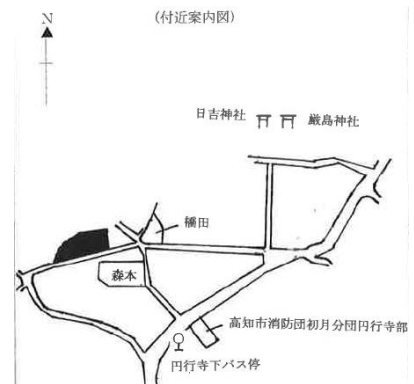 (付近案内図)
N
日吉神社
厳島神社
橋田
森本
高知市消防団初月分団円行寺部
円行寺下バス停